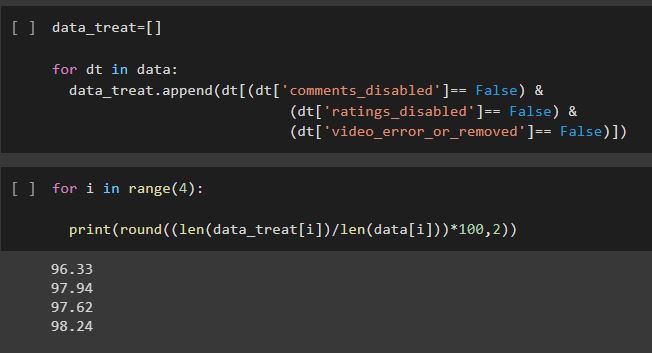 [ ] data_treat=[]
for dt in data:
data_treat.append(dt[(dt['comments_disabled']== False) &
(dt['ratings_disabled']== False) &
(dt['video_error_or_removed']== False)])
[ ] for i in range(4):
print(round((len(data_treat[i])/len(data[i]))*100,2))
96.33
97.94
97.62
98.24